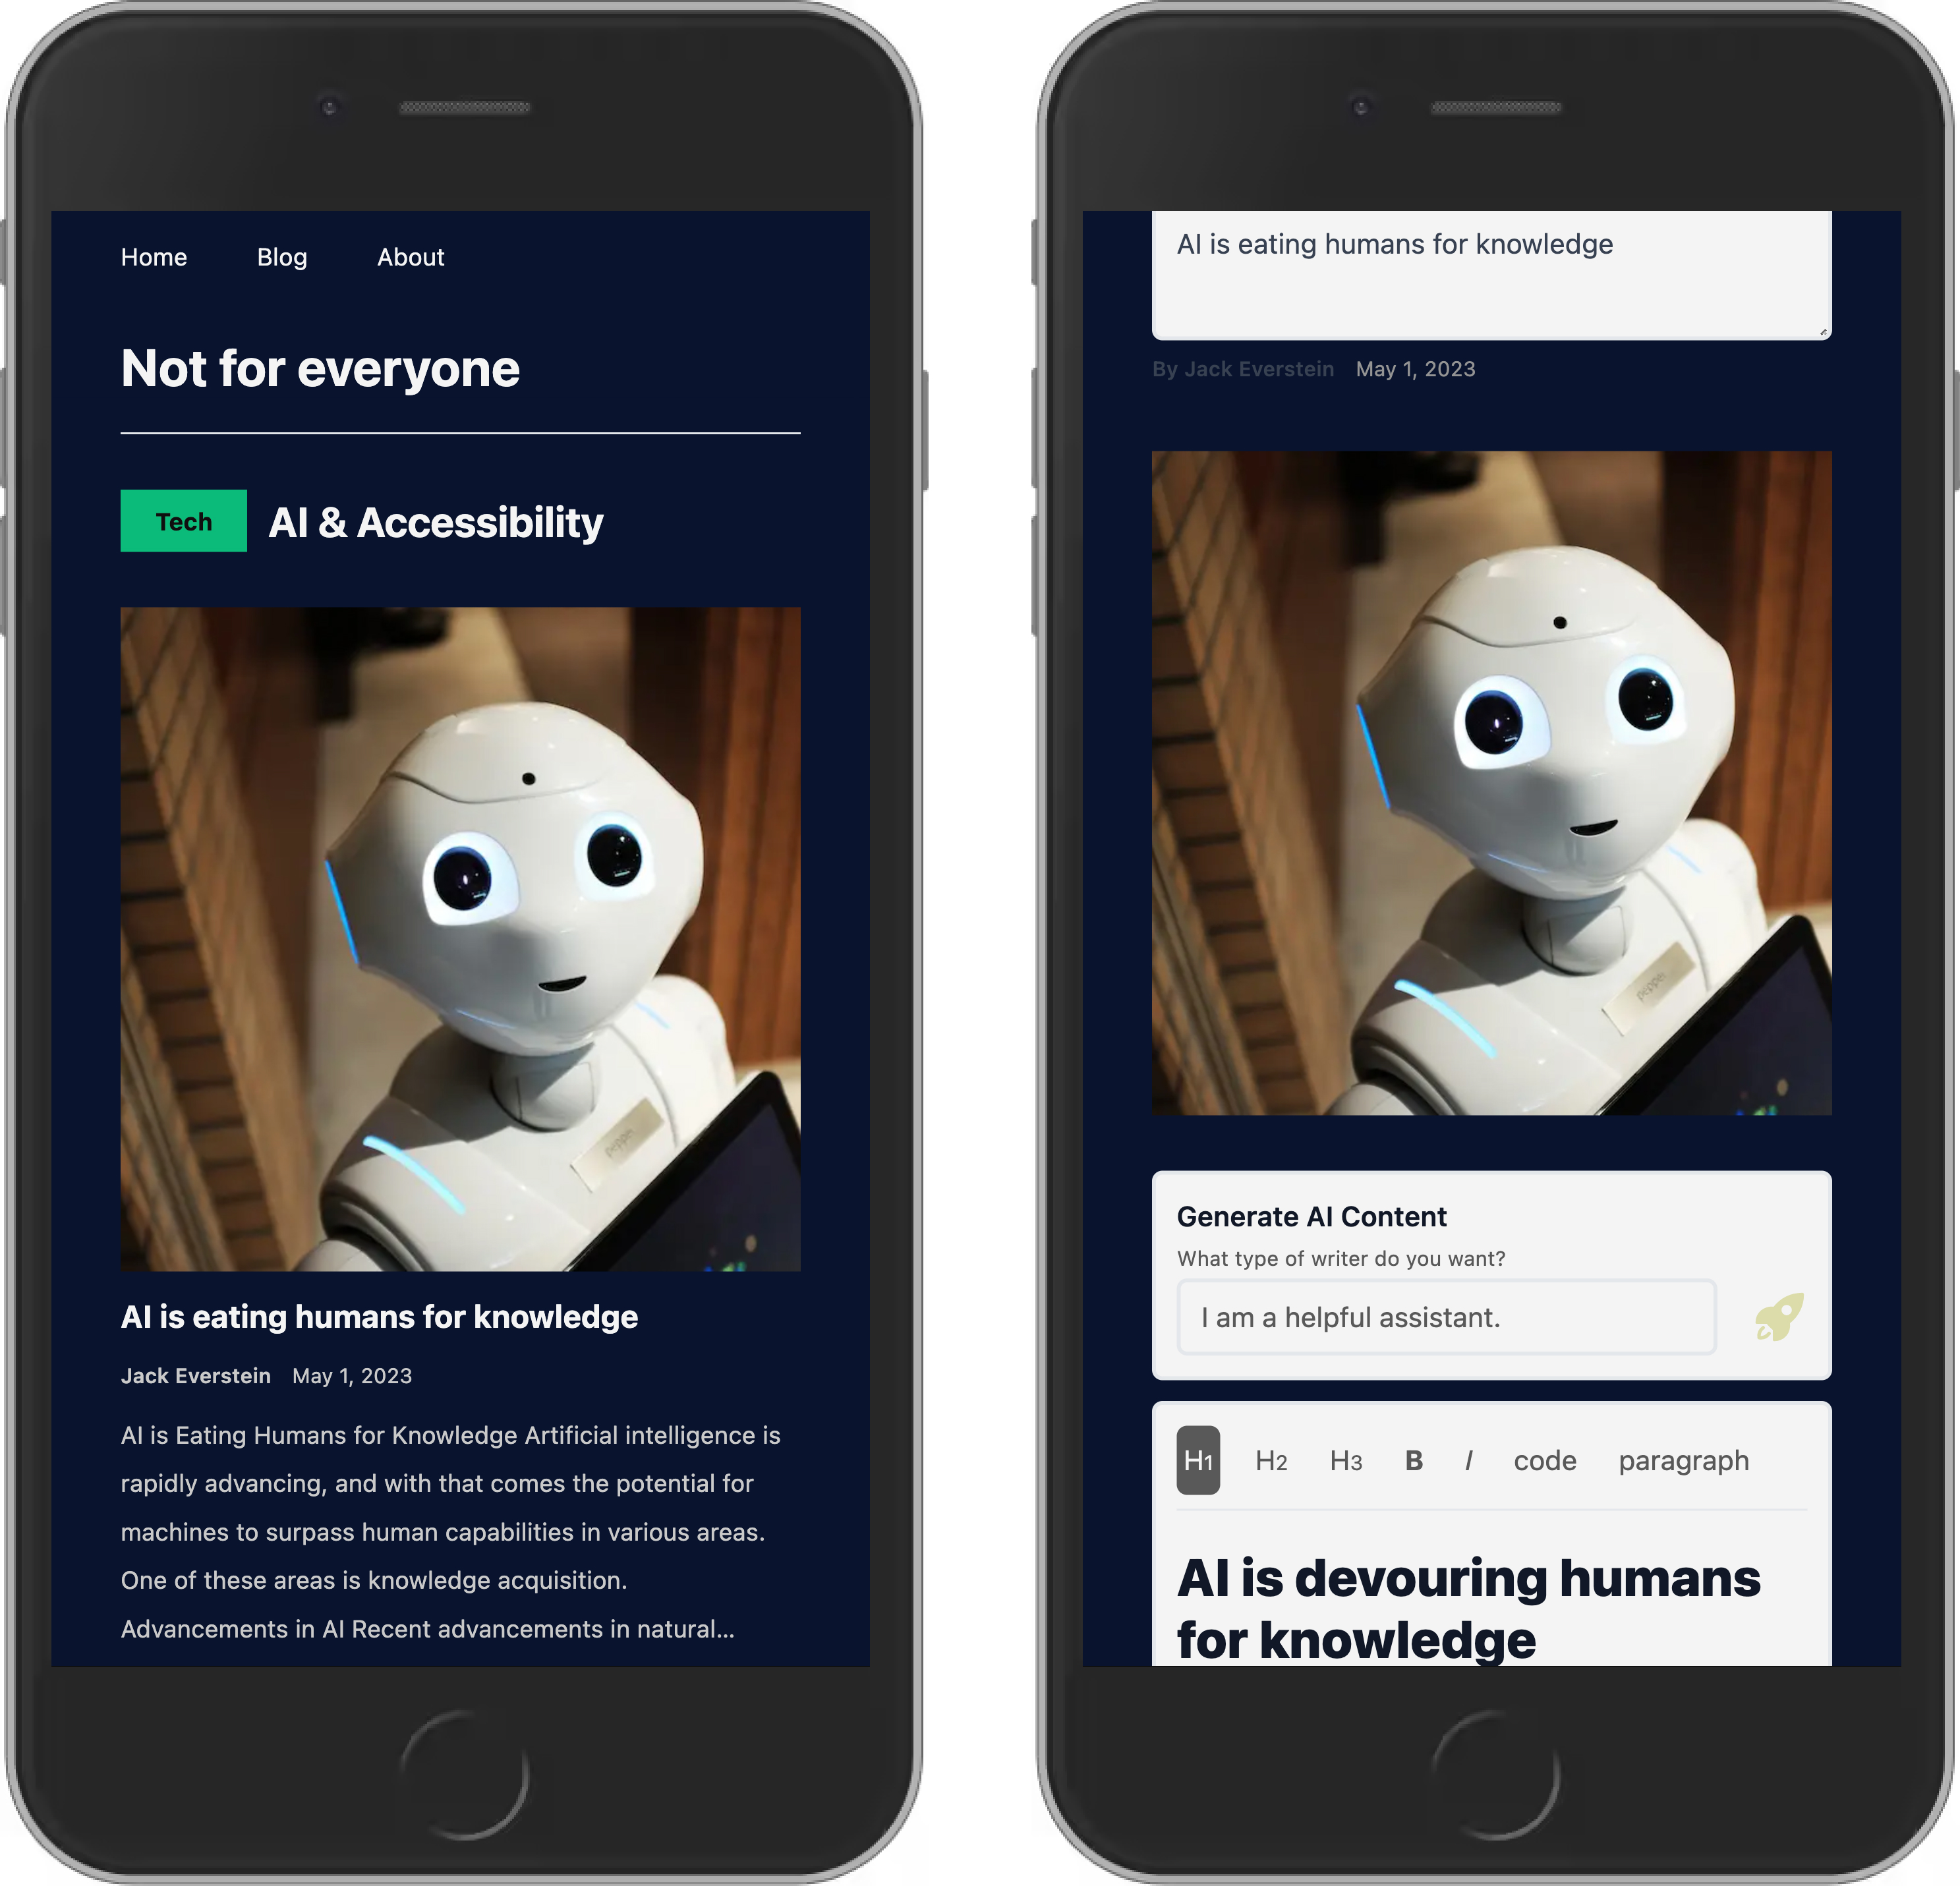 Home Blog About
Not for everyone
Tech AI & Accessibility
pepper
AI is eating humans for knowledge
Jack Everstein May 1, 2023
AI is Eating Humans for Knowledge Artificial intelligence is
rapidly advancing, and with that comes the potential for
machines to surpass human capabilities in various areas.
One of these areas is knowledge acquisition.
Advancements in AI Recent advancements in natural...
AI is eating humans for knowledge
By Jack Everstein May 1, 2023
pepper
Generate AI Content
What type of writer do you want?
I am a helpful assistant.
H1 H2 H3 B I code paragraph
AI is devouring humans
for knowledge